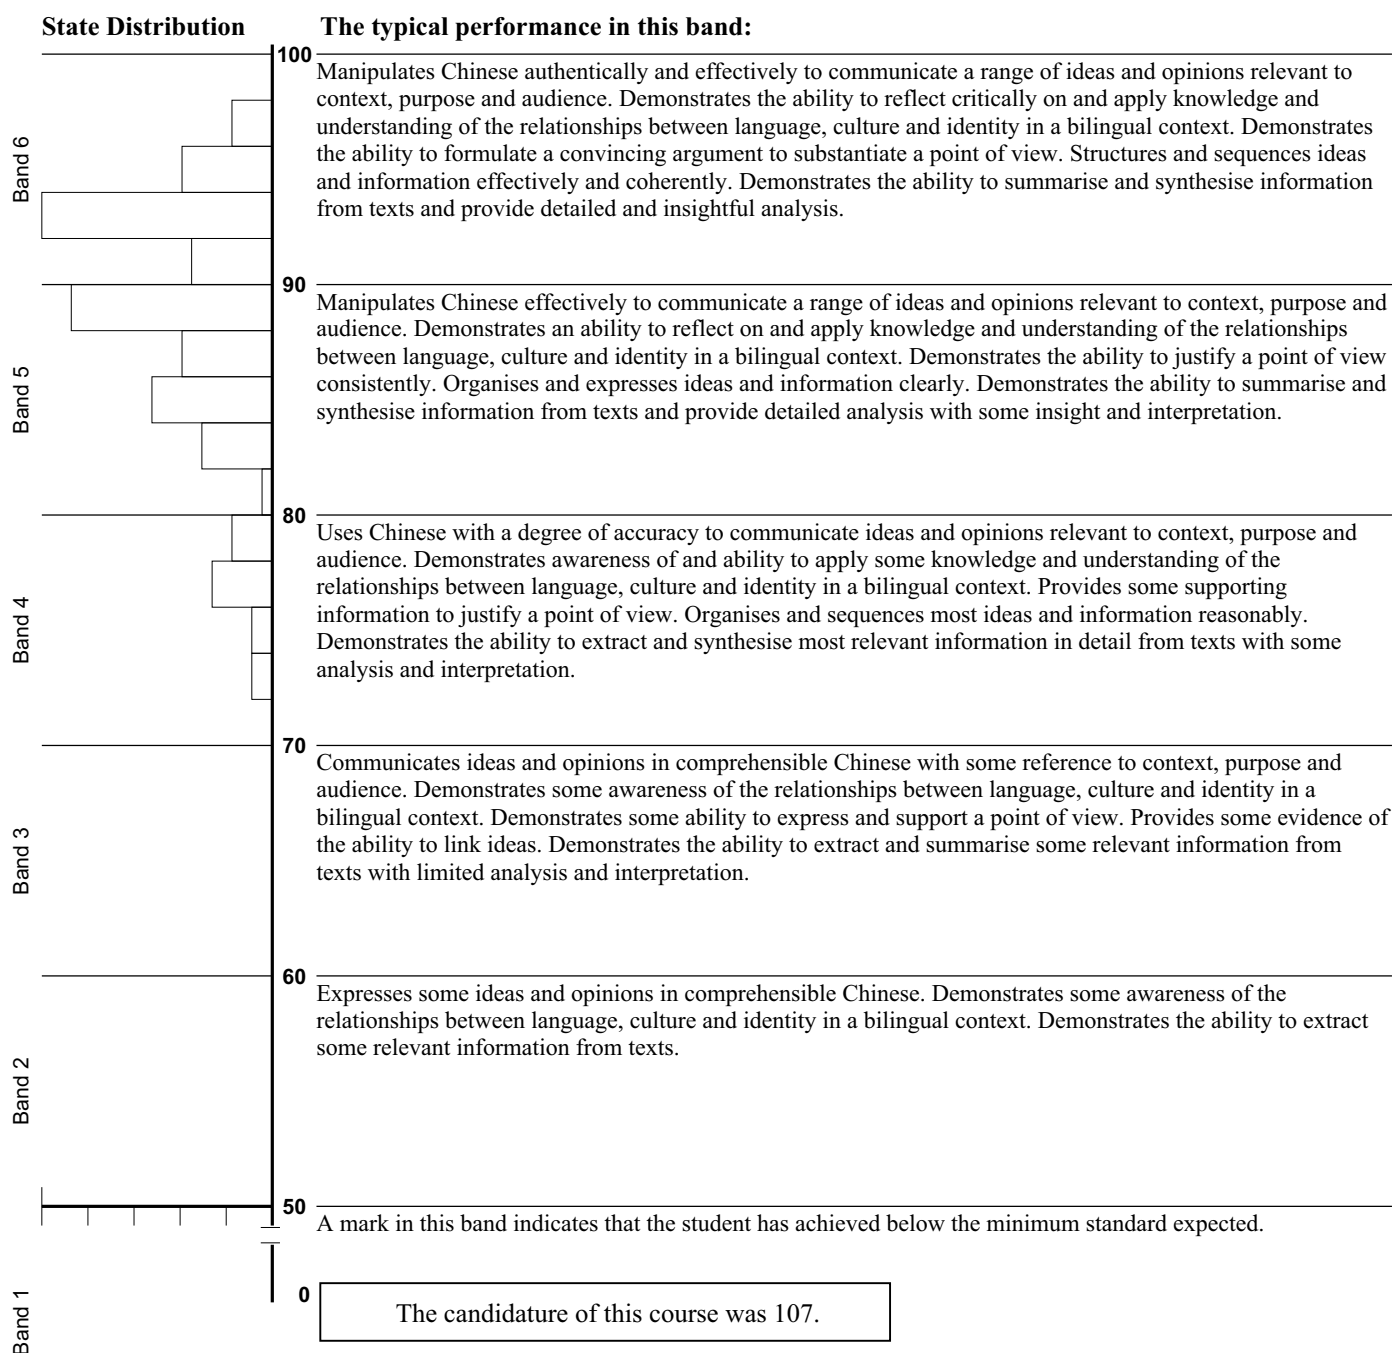 State Distribution
The typical performance in this band:
100
Band 6
Manipulates Chinese authentically and effectively to communicate a range of ideas and opinions relevant to
context, purpose and audience. Demonstrates the ability to reflect critically on and apply knowledge and
understanding of the relationships between language, culture and identity in a bilingual context. Demonstrates
the ability to formulate a convincing argument to substantiate a point of view. Structures and sequences ideas
and information effectively and coherently. Demonstrates the ability to summarise and synthesise information
from texts and provide detailed and insightful analysis.
90
Band 5
Manipulates Chinese effectively to communicate a range of ideas and opinions relevant to context, purpose and
audience. Demonstrates an ability to reflect on and apply knowledge and understanding of the relationships
between language, culture and identity in a bilingual context. Demonstrates the ability to justify a point of view
consistently. Organises and expresses ideas and information clearly. Demonstrates the ability to summarise and
synthesise information from texts and provide detailed analysis with some insight and interpretation.
80
Band 4
Uses Chinese with a degree of accuracy to communicate ideas and opinions relevant to context, purpose and
audience. Demonstrates awareness of and ability to apply some knowledge and understanding of the
relationships between language, culture and identity in a bilingual context. Provides some supporting
information to justify a point of view. Organises and sequences most ideas and information reasonably.
Demonstrates the ability to extract and synthesise most relevant information in detail from texts with some
analysis and interpretation.
70
Band 3
Communicates ideas and opinions in comprehensible Chinese with some reference to context, purpose and
audience. Demonstrates some awareness of the relationships between language, culture and identity in a
bilingual context. Demonstrates some ability to express and support a point of view. Provides some evidence of
the ability to link ideas. Demonstrates the ability to extract and summarise some relevant information from
texts with limited analysis and interpretation.
60
Band 2
Expresses some ideas and opinions in comprehensible Chinese. Demonstrates some awareness of the
relationships between language, culture and identity in a bilingual context. Demonstrates the ability to extract
some relevant information from texts.
50
A mark in this band indicates that the student has achieved below the minimum standard expected.
Band 1
0
The candidature of this course was 107.